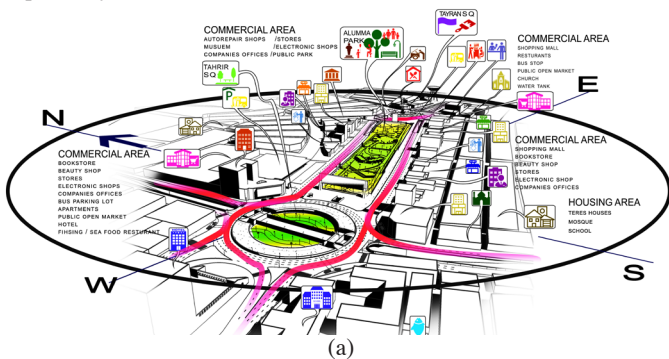 COMMERCIAL AREA
AUTOREPAIR SHOPS /STORES
MUSUEM /ELECTRONIC SHOPS
COMPANIES OFFICES /PUBLIC PARK
ALUMMA
PARK
TAYRAN SQ
COMMERCIAL AREA
SHOPPING MALL
RESTURANTS
BUS STOP
PUBLIC OPEN MARKET
CHURCH
WATER TANK
TAHRIR
SQ
P
E
N
COMMERCIAL AREA
BOOKSTORE
BEAUTY SHOP
STORES
ELECTRONIC SHOPS
COMPANIES OFFICES
BUS PARKING LOT
APARTMENTS
PUBLIC OPEN MARKET
HOTEL
FIHSING / SEA FOOD RESTURANT
COMMERCIAL AREA
SHOPPING MALL
BOOKSTORE
BEAUTY SHOP
STORES
ELECTRONIC SHOP
COMPANIES OFFICES
HOUSING AREA
TERES HOUSES
MOSQUE
SCHOOL
W
S
(a)